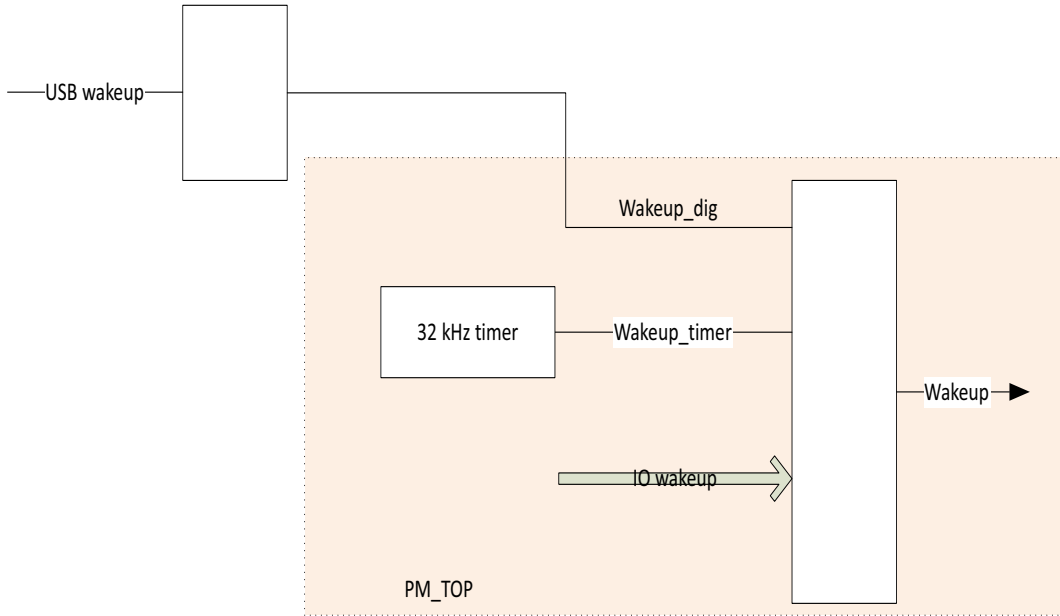 USB wakeup
Wakeup_dig
32 kHz timer
Wakeup_timer
Wakeup
IO wakeup
PM_TOP